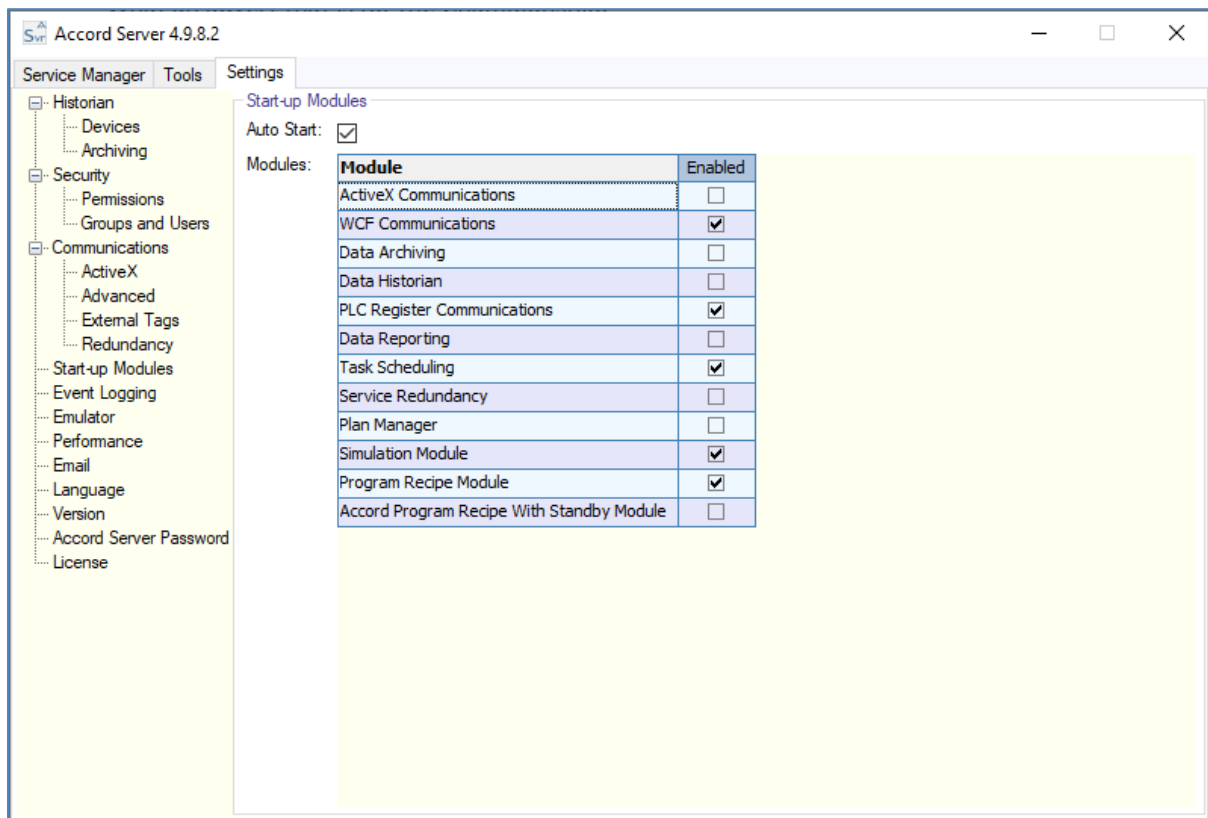 Accord Server 4.9.8.2
Service Manager Tools Settings
Historian
Devices
Archiving
Security
Permissions
Groups and Users
Communications
ActiveX
Advanced
External Tags
Redundancy
Start-up Modules
Event Logging
Emulator
Performance
Email
Language
Version
Accord Server Password
License
Start-up Modules
Auto Start:
Modules:
Module Enabled
ActiveX Communications
WCF Communications
Data Archiving
Data Historian
PLC Register Communications
Data Reporting
Task Scheduling
Service Redundancy
Plan Manager
Simulation Module
Program Recipe Module
Accord Program Recipe With Standby Module